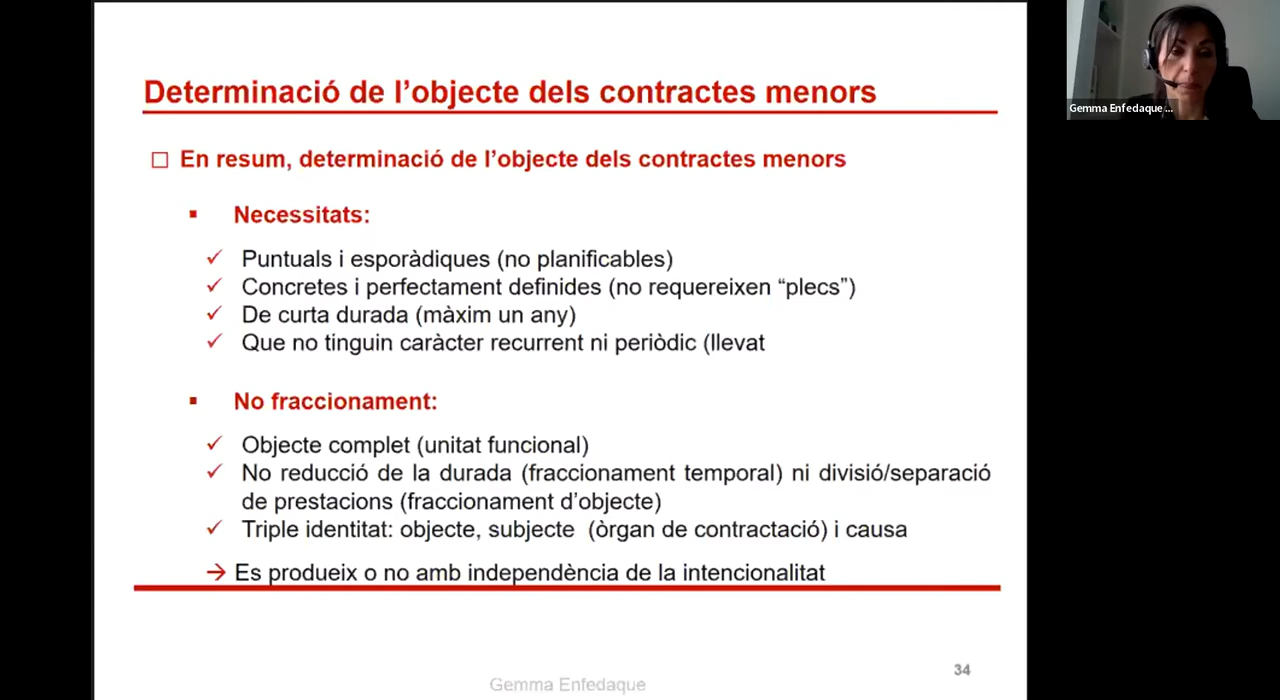 Determinació de l’objecte dels contractes menors
Gemma Enfedaque ...
□ En resum, determinació de l’objecte dels contractes menors
▪ Necessitats:
✓ Puntuals i esporàdiques (no planificables)
✓ Concretes i perfectament definides (no requereixen “plecs”)
✓ De curta durada (màxim un any)
✓ Que no tinguin caràcter recurrent ni periòdic (llevat
▪ No fraccionament:
✓ Objecte complet (unitat funcional)
✓ No reducció de la durada (fraccionament temporal) ni divisió/separació
de prestacions (fraccionament d’objecte)
✓ Triple identitat: objecte, subjecte (òrgan de contractació) i causa
→ Es produeix o no amb independència de la intencionalitat
34
Gemma Enfedaque